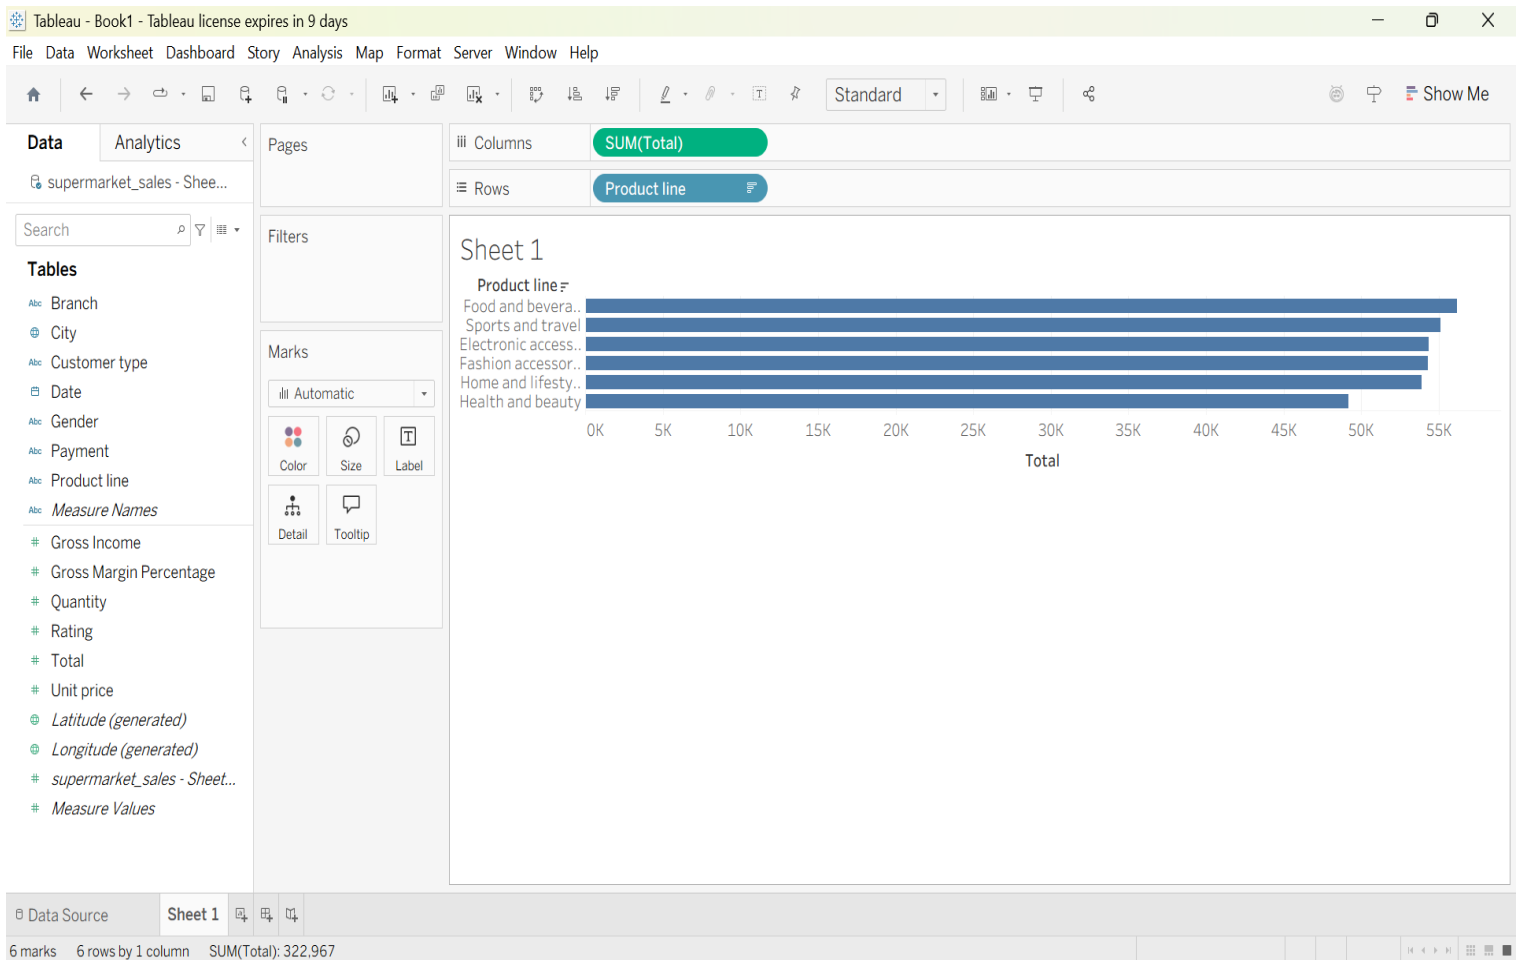 Tableau - Book1 - Tableau license expires in 9 days
File Data Worksheet Dashboard Story Analysis Map Format Server Window Help
Standard
Show Me
Data
Analytics
supermarket_sales - Shee...
Search
Tables
Abc Branch
City
Abc Customer type
Date
Abc Gender
Abc Payment
Abc Product line
Abc Measure Names
# Gross Income
# Gross Margin Percentage
# Quantity
# Rating
# Total
# Unit price
Latitude (generated)
Longitude (generated)
# supermarket_sales - Sheet...
# Measure Values
Pages
Filters
Marks
Automatic
Color
Size
Label
Detail
Tooltip
Columns
SUM(Total)
Rows
Product line
Sheet 1
Product line
Food and bevera..
Sports and travel
Electronic access..
Fashion accessor..
Home and lifesty..
Health and beauty
0K 5K 10K 15K 20K 25K 30K 35K 40K 45K 50K 55K
Total
Data Source
Sheet 1
6 marks 6 rows by 1 column SUM(Total): 322,967